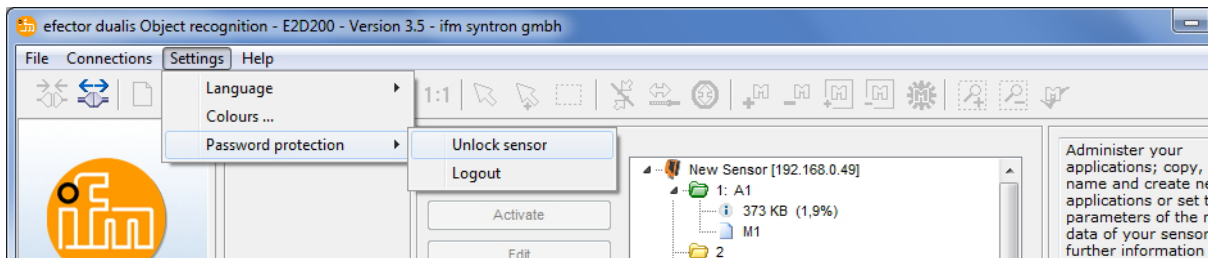 efector dualis Object recognition - E2D200 - Version 3.5 - ifm syntron gmbh
File Connections Settings Help
Language
Colours ...
Password protection
Unlock sensor
Logout
1:1
Activate
Edit
New Sensor [192.168.0.49]
1: A1
373 KB (1,9%)
M1
2
Administer your
applications; copy,
name and create
applications or set
parameters of the
data of your sensor
further information
ifm